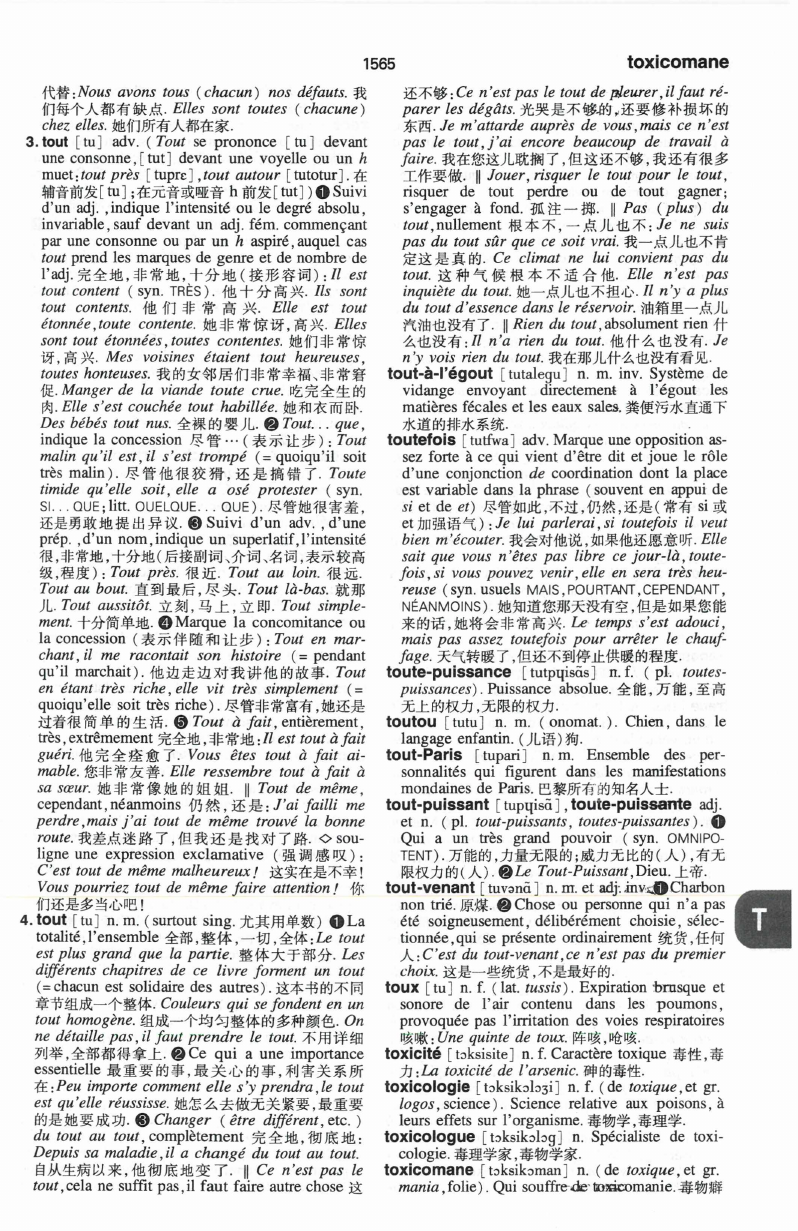 1565
toxicomane
代替:Nous avons tous (chacun) nos défauts. 我
们每个人都有缺点. Elles sont toutes (chacune)
chez elles. 她们所有人都在家.
3. tout [tu] adv. (Tout se prononce [tu] devant
une consonne, [tut] devant une voyelle ou un h
muet:tout près [tuprɛ], tout autour [tutotur]. 在
辅音前发[tu];在元音或哑音 h 前发[tut]) ❶ Suivi
d'un adj. ,indique l'intensité ou le degré absolu,
invariable, sauf devant un adj. fém. commençant
par une consonne ou par un h aspiré, auquel cas
tout prend les marques de genre et de nombre de
l'adj. 完全地,非常地,十分地(接形容词):Il est
tout content (syn. TRÈS). 他十分高兴. Ils sont
tout contents. 他们非常高兴. Elle est tout
étonnée, toute contente. 她非常惊讶,高兴. Elles
sont tout étonnées, toutes contentes. 她们非常惊
讶,高兴. Mes voisines étaient tout heureuses,
toutes honteuses. 我的女邻居们非常幸福、非常窘
促. Manger de la viande toute crue. 吃完全生的
肉. Elle s'est couchée tout habillée. 她和衣而卧.
Des bébés tout nus. 全裸的婴儿. ❷ Tout... que,
indique la concession 尽管…(表示让步):Tout
malin qu'il est, il s'est trompé (= quoiqu'il soit
très malin). 尽管他很狡猾,还是搞错了. Toute
timide qu'elle soit, elle a osé protester (syn.
SI... QUE;litt. QUELQUE... QUE). 尽管她很害羞,
还是勇敢地提出异议. ❸ Suivi d'un adv. , d'une
prép. ,d'un nom, indique un superlatif, l'intensité
很,非常地,十分地(后接副词、介词、名词,表示较高
级,程度):Tout près. 很近. Tout au loin. 很远.
Tout au bout. 直到最后,尽头. Tout là-bas. 就那
儿. Tout aussitôt. 立刻,马上,立即. Tout simple-
ment. 十分简单地. ❹ Marque la concomitance ou
la concession (表示伴随和让步):Tout en mar-
chant, il me racontait son histoire (= pendant
qu'il marchait). 他边走边对我讲他的故事. Tout
en étant très riche, elle vit très simplement (=
quoiqu'elle soit très riche). 尽管非常富有,她还是
过着很简单的生活. ❺ Tout à fait, entièrement,
très, extrêmement 完全地,非常地:Il est tout à fait
guéri. 他完全痊愈了. Vous êtes tout à fait ai-
mable. 您非常友善. Elle ressembre tout à fait à
sa sœur. 她非常像她的姐姐. ‖ Tout de même,
cependant, néanmoins 仍然,还是:J'ai failli me
perdre, mais j'ai tout de même trouvé la bonne
route. 我差点迷路了,但我还是找对了路. ◇ sou-
ligne une expression exclamative (强调感叹):
C'est tout de même malheureux! 这实在是不幸!
Vous pourriez tout de même faire attention! 你
们还是多当心吧!
4. tout [tu] n. m. (surtout sing. 尤其用单数) ❶ La
totalité, l'ensemble 全部,整体,一切,全体:Le tout
est plus grand que la partie. 整体大于部分. Les
différents chapitres de ce livre forment un tout
(= chacun est solidaire des autres). 这本书的不同
章节组成一个整体. Couleurs qui se fondent en un
tout homogène. 组成一个均匀整体的多种颜色. On
ne détaille pas, il faut prendre le tout. 不用详细
列举,全部都得拿上. ❷ Ce qui a une importance
essentielle 最重要的事,最关心的事,利害关系所
在:Peu importe comment elle s'y prendra, le tout
est qu'elle réussisse. 她怎么去做无关紧要,最重要
的是她要成功. ❸ Changer (être différent, etc.)
du tout au tout, complètement 完全地,彻底地:
Depuis sa maladie, il a changé du tout au tout.
自从生病以来,他彻底地变了. ‖ Ce n'est pas le
tout, cela ne suffit pas, il faut faire autre chose 这
还不够:Ce n'est pas le tout de pleurer, il faut ré-
parer les dégâts. 光哭是不够的,还要修补损坏的
东西. Je m'attarde auprès de vous, mais ce n'est
pas le tout, j'ai encore beaucoup de travail à
faire. 我在您这儿耽搁了,但这还不够,我还有很多
工作要做. ‖ Jouer, risquer le tout pour le tout,
risquer de tout perdre ou de tout gagner;
s'engager à fond. 孤注一掷. ‖ Pas (plus) du
tout, nullement 根本不,一点儿也不:Je ne suis
pas du tout sûr que ce soit vrai. 我一点儿也不肯
定这是真的. Ce climat ne lui convient pas du
tout. 这种气候根本不适合他. Elle n'est pas
inquiète du tout. 她一点儿也不担心. Il n'y a plus
du tout d'essence dans le réservoir. 油箱里一点儿
汽油也没有了. ‖ Rien du tout, absolument rien 什
么也没有:Il n'a rien du tout. 他什么也没有. Je
n'y vois rien du tout. 我在那儿什么也没有看见.
tout-à-l'égout [tutalegu] n. m. inv. Système de
vidange envoyant directement à l'égout les
matières fécales et les eaux sales. 粪便污水直通下
水道的排水系统.
toutefois [tutfwa] adv. Marque une opposition as-
sez forte à ce qui vient d'être dit et joue le rôle
d'une conjonction de coordination dont la place
est variable dans la phrase (souvent en appui de
si et de et) 尽管如此,不过,仍然,还是(常有 si 或
et 加强语气):Je lui parlerai, si toutefois il veut
bien m'écouter. 我会对他说,如果他还愿意听. Elle
sait que vous n'êtes pas libre ce jour-là, toute-
fois, si vous pouvez venir, elle en sera très heu-
reuse (syn. usuels MAIS, POURTANT, CEPENDANT,
NÉANMOINS). 她知道您那天没有空,但是如果您能
来的话,她将会非常高兴. Le temps s'est adouci,
mais pas assez toutefois pour arrêter le chauf-
fage. 天气转暖了,但还不到停止供暖的程度.
toute-puissance [tutpɥisɑ̃s] n. f. (pl. toutes-
puissances). Puissance absolue. 全能,万能,至高
无上的权力,无限的权力.
toutou [tutu] n. m. (onomat.). Chien, dans le
langage enfantin. (儿语)狗.
tout-Paris [tupari] n. m. Ensemble des per-
sonnalités qui figurent dans les manifestations
mondaines de Paris. 巴黎所有的知名人士.
tout-puissant [tupɥisɑ̃], toute-puissante adj.
et n. (pl. tout-puissants, toutes-puissantes). ❶
Qui a un très grand pouvoir (syn. OMNIPO-
TENT). 万能的,力量无限的;威力无比的(人),有无
限权力的(人). ❷ Le Tout-Puissant, Dieu. 上帝.
tout-venant [tuvənɑ̃] n. m. et adj. inv. ❶ Charbon
non trié. 原煤. ❷ Chose ou personne qui n'a pas
été soigneusement, délibérément choisie, sélec-
tionnée, qui se présente ordinairement 统货,任何
人:C'est du tout-venant, ce n'est pas du premier
choix. 这是一些统货,不是最好的.
toux [tu] n. f. (lat. tussis). Expiration brusque et
sonore de l'air contenu dans les poumons,
provoquée pas l'irritation des voies respiratoires
咳嗽:Une quinte de toux. 阵咳,呛咳.
toxicité [tɔksisite] n. f. Caractère toxique 毒性,毒
力:La toxicité de l'arsenic. 砷的毒性.
toxicologie [tɔksikɔlɔʒi] n. f. (de toxique, et gr.
logos, science). Science relative aux poisons, à
leurs effets sur l'organisme. 毒物学,毒理学.
toxicologue [tɔksikɔlɔg] n. Spécialiste de toxi-
cologie. 毒理学家,毒物学家.
toxicomane [tɔksikɔman] n. (de toxique, et gr.
mania, folie). Qui souffre de toxicomanie. 毒物癖
T